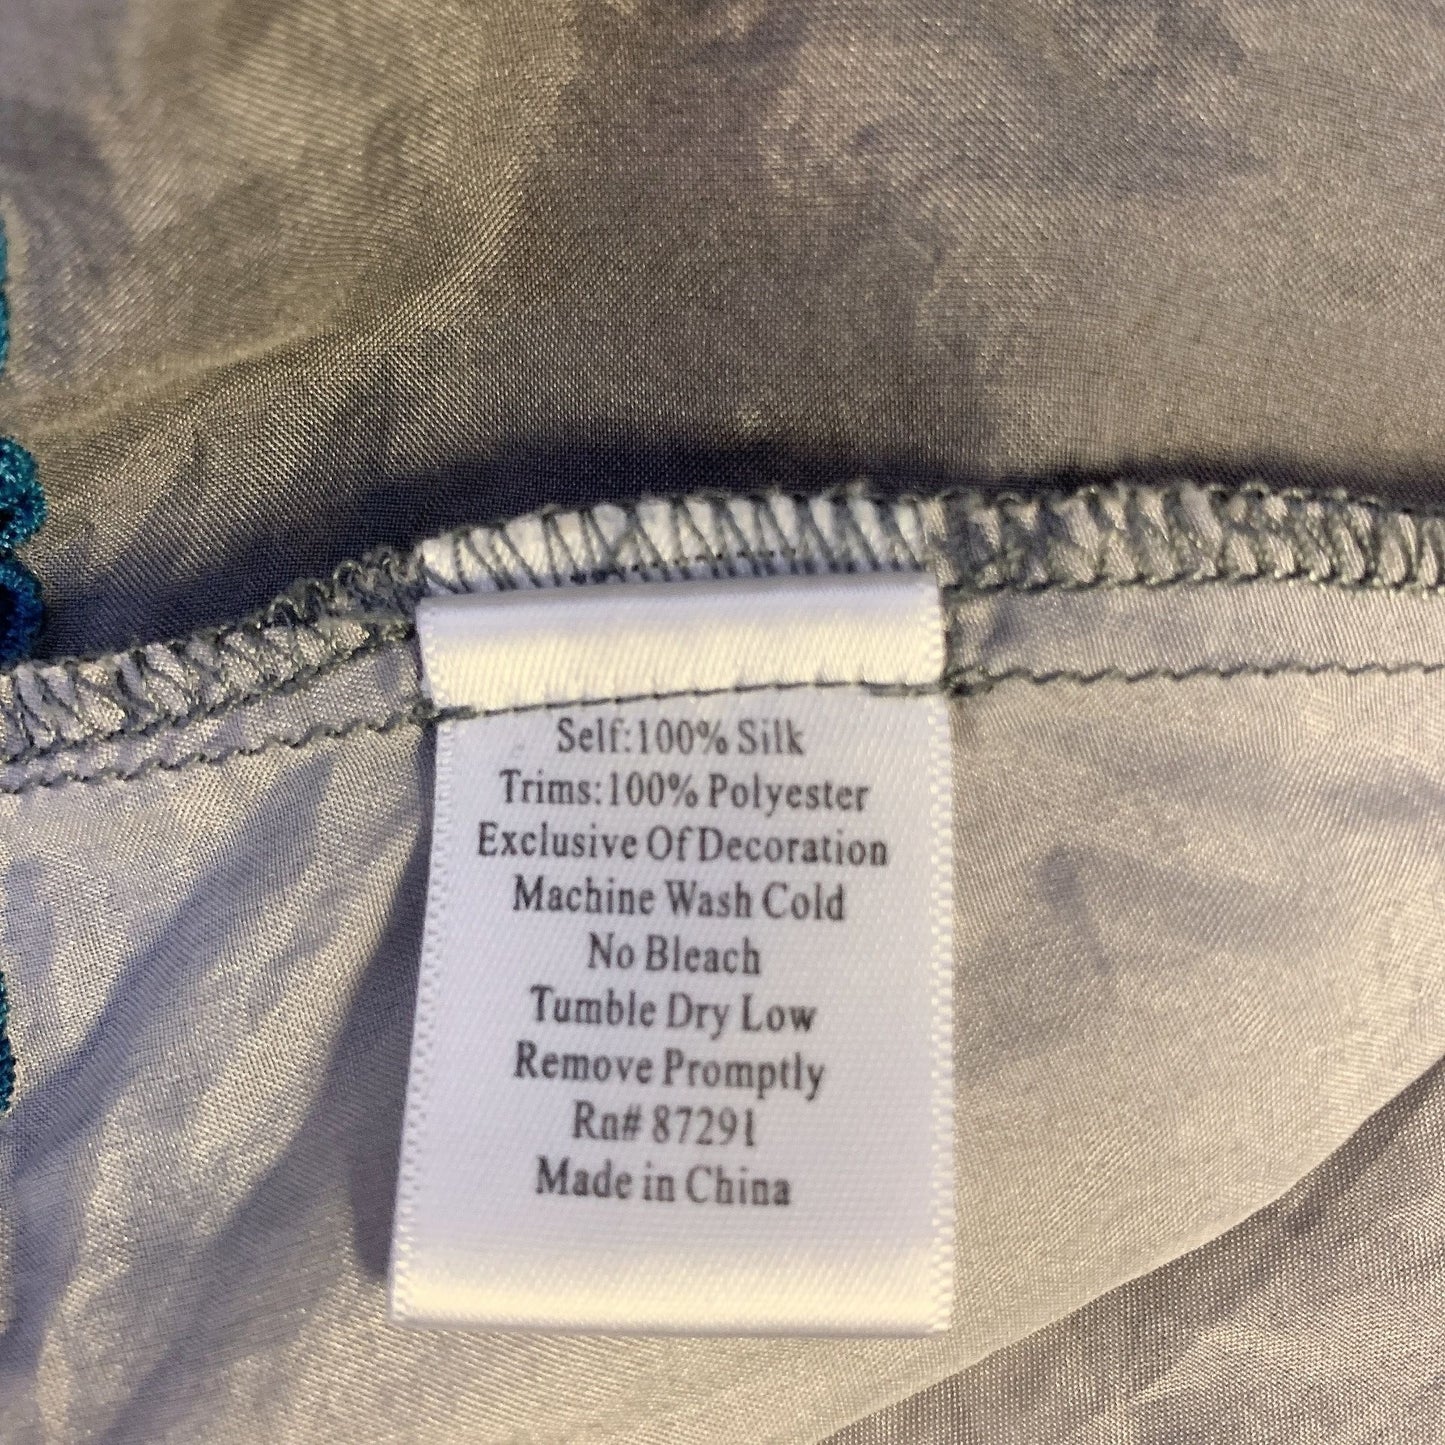 Self:100% Silk
Trims:100% Polyester
Exclusive Of Decoration
Machine Wash Cold
No Bleach
Tumble Dry Low
Remove Promptly
Rn# 87291
Made in China